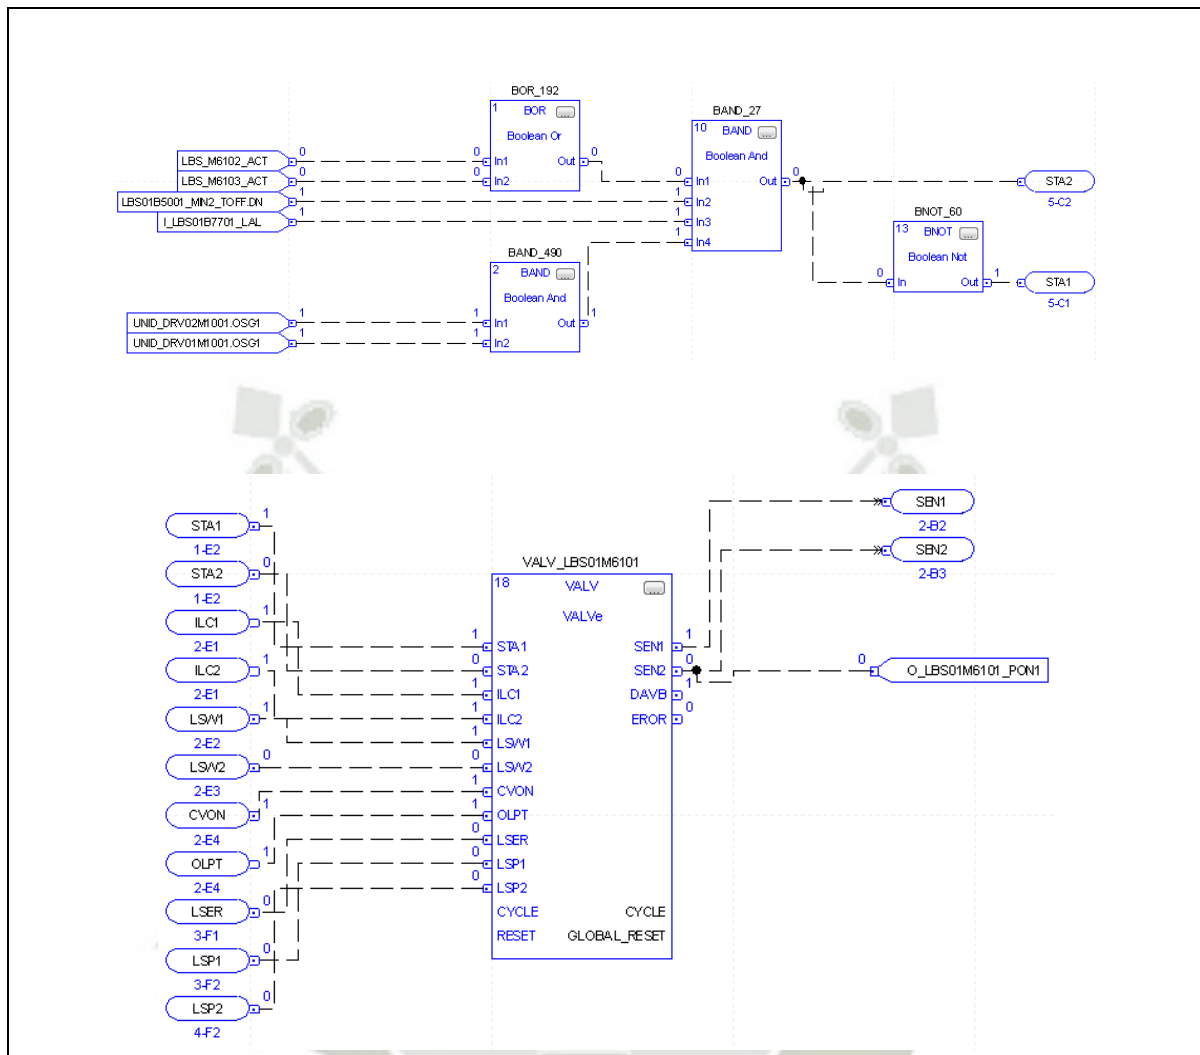 BOR_192
1 BOR ...
Boolean Or
LBS_M6102_ACT 0 0 In1 Out 0
LBS_M6103_ACT 0 0 In2
LBS01B5001_MIN2_TOFF.DN 1
I_LBS01B7701_LAL 1
BAND_27
10 BAND ...
Boolean And
0 In1 Out 0
1 In2
1 In3
1 In4
STA2
5-C2
BNOT_60
13 BNOT ...
Boolean Not
0 In Out 1
STA1
5-C1
BAND_490
2 BAND ...
Boolean And
UNID_DRV02M1001.OSG1 1 1 In1 Out 1
UNID_DRV01M1001.OSG1 1 1 In2
STA1 1
1-E2
STA2 0
1-E2
ILC1 1
2-E1
ILC2 1
2-E1
LSW1 1
2-E2
LSW2 0
2-E3
CVON 1
2-E4
OLPT 1
2-E4
LSER 0
3-F1
LSP1 0
3-F2
LSP2 0
4-F2
VALV_LBS01M6101
18 VALV ...
VALVe
1 STA1 SEN1 1
0 STA2 SEN2 0
1 ILC1 DAVB 1
1 ILC2 EROR 0
1 LSW1
0 LSW2
1 CVON
1 OLPT
0 LSER
0 LSP1
0 LSP2
CYCLE CYCLE
RESET GLOBAL_RESET
SEN1
2-B2
SEN2
2-B3
0 O_LBS01M6101_PON1